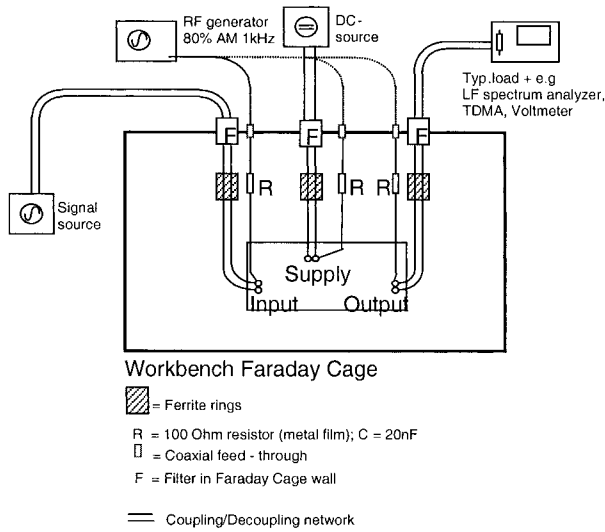 RF generator
80% AM 1kHz
DC-
source
Typ.load + e.g
LF spectrum analyzer,
TDMA, Voltmeter
F
F
F
R
R
R
Signal
source
Supply
Input
Output
Workbench Faraday Cage
= Ferrite rings
R = 100 Ohm resistor (metal film); C = 20nF
= Coaxial feed - through
F = Filter in Faraday Cage wall
= Coupling/Decoupling network